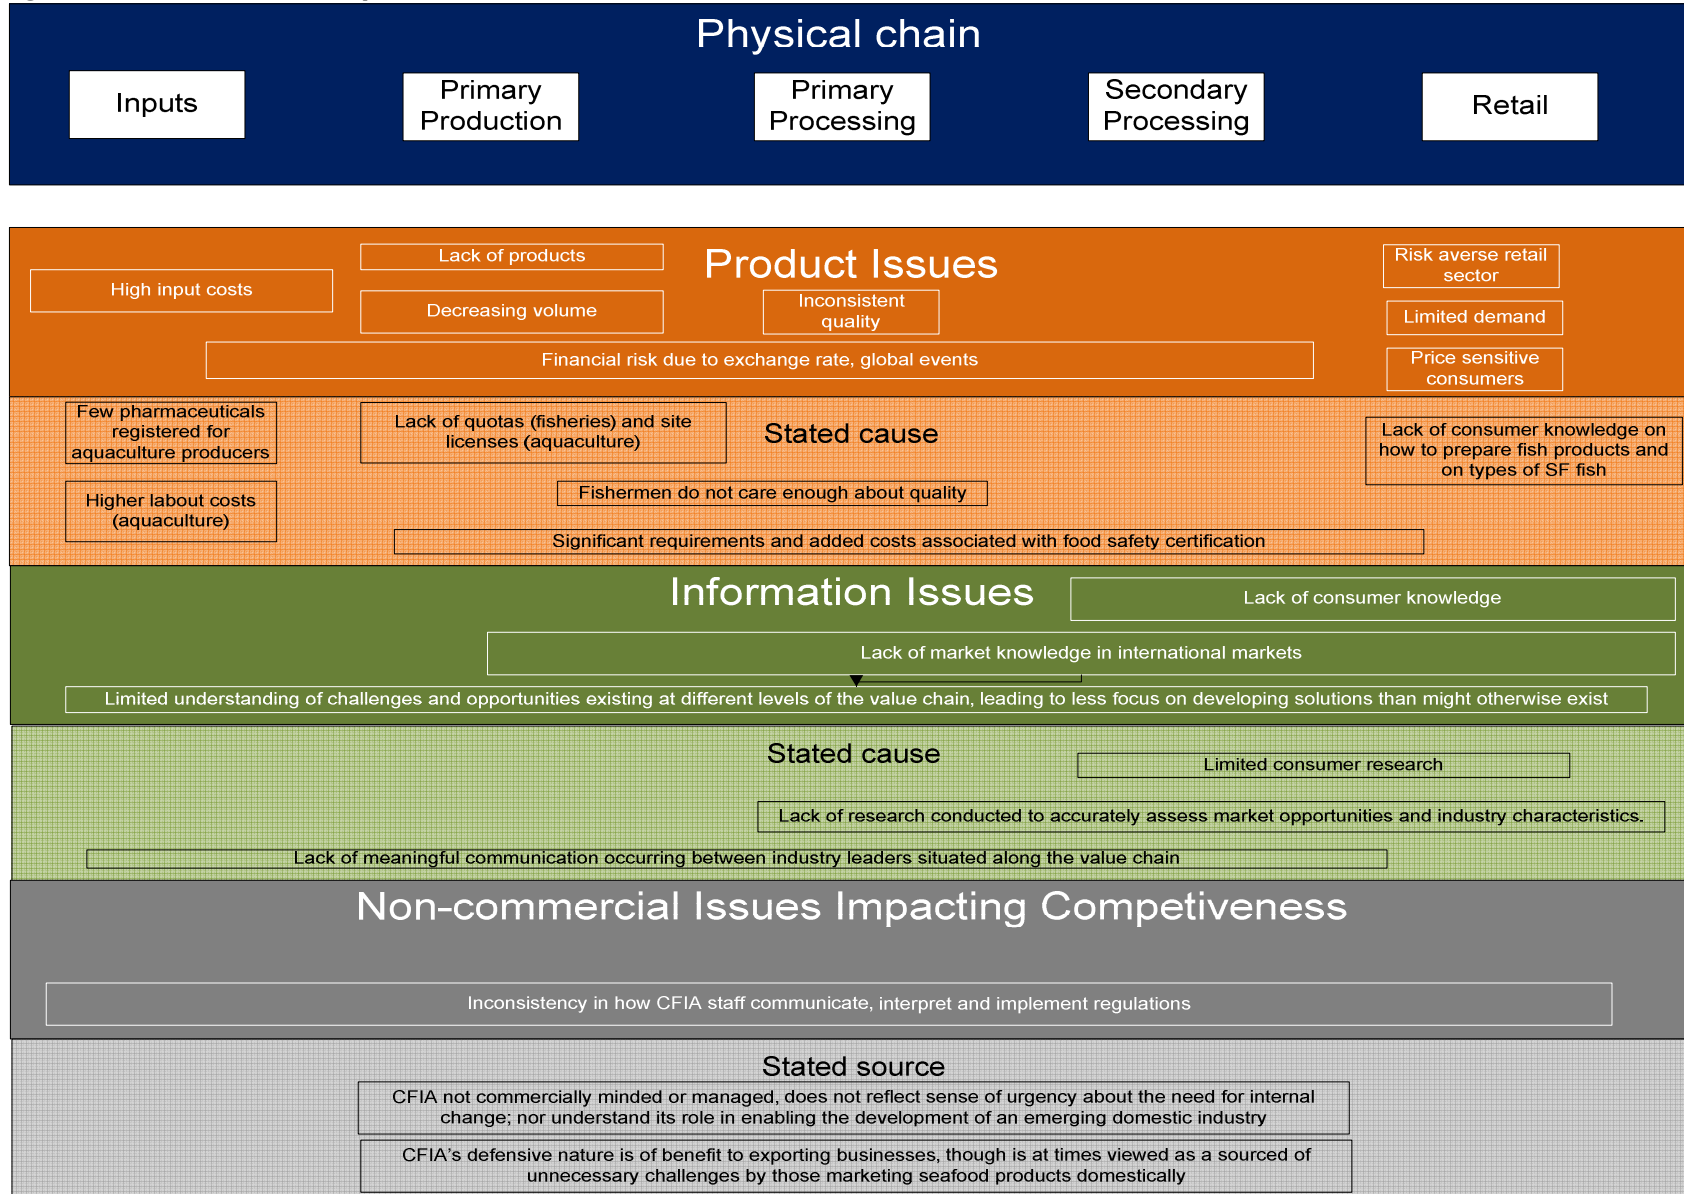 Physical chain
Inputs
Primary
Production
Primary
Processing
Secondary
Processing
Retail
Product Issues
High input costs
Lack of products
Decreasing volume
Inconsistent
quality
Risk averse retail
sector
Limited demand
Price sensitive
consumers
Financial risk due to exchange rate, global events
Stated cause
Few pharmaceuticals
registered for
aquaculture producers
Lack of quotas (fisheries) and site
licenses (aquaculture)
Lack of consumer knowledge on
how to prepare fish products and
on types of SF fish
Higher labout costs
(aquaculture)
Fishermen do not care enough about quality
Significant requirements and added costs associated with food safety certification
Information Issues
Lack of consumer knowledge
Lack of market knowledge in international markets
Limited understanding of challenges and opportunities existing at different levels of the value chain, leading to less focus on developing solutions than might otherwise exist
Stated cause
Limited consumer research
Lack of research conducted to accurately assess market opportunities and industry characteristics.
Lack of meaningful communication occurring between industry leaders situated along the value chain
Non-commercial Issues Impacting Competiveness
Inconsistency in how CFIA staff communicate, interpret and implement regulations
Stated source
CFIA not commercially minded or managed, does not reflect sense of urgency about the need for internal
change; nor understand its role in enabling the development of an emerging domestic industry
CFIA's defensive nature is of benefit to exporting businesses, though is at times viewed as a sourced of
unnecessary challenges by those marketing seafood products domestically